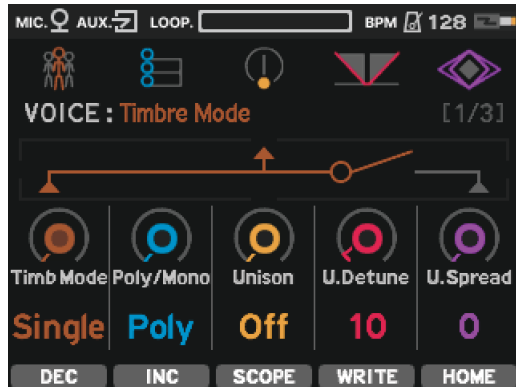 MIC. AUX. LOOP. BPM 128
VOICE : Timbre Mode [1/3]
Timb Mode Poly/Mono Unison U.Detune U.Spread
Single Poly Off 10 0
DEC INC SCOPE WRITE HOME